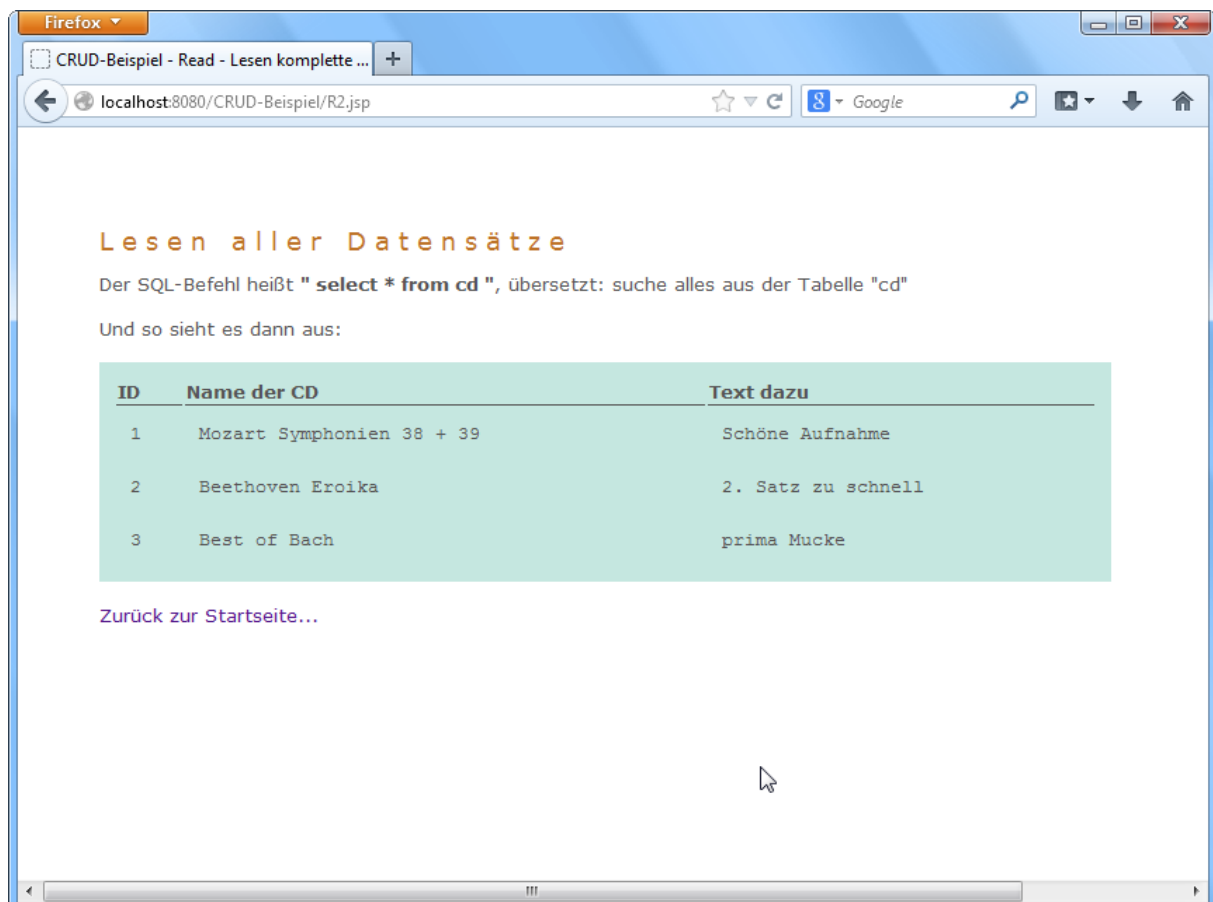 Firefox
CRUD-Beispiel - Read - Lesen komplette ...
localhost:8080/CRUD-Beispiel/R2.jsp
Google
Lesen aller Datensätze
Der SQL-Befehl heißt " select * from cd ", übersetzt: suche alles aus der Tabelle "cd"
Und so sieht es dann aus:
ID Name der CD Text dazu
1 Mozart Symphonien 38 + 39 Schöne Aufnahme
2 Beethoven Eroika 2. Satz zu schnell
3 Best of Bach prima Mucke
Zurück zur Startseite...